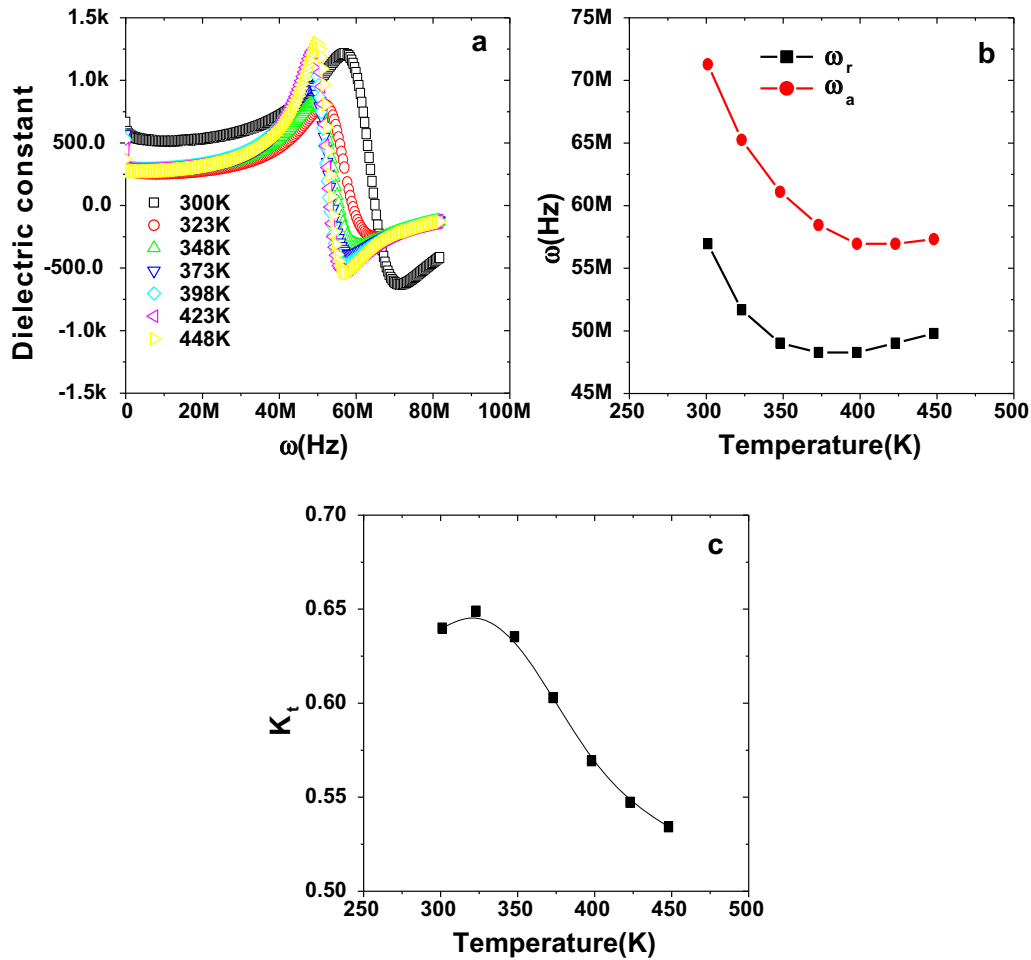 a
1.5k
1.0k
500.0
0.0
-500.0
-1.0k
-1.5k
Dielectric constant
300K
323K
348K
373K
398K
423K
448K
0 20M 40M 60M 80M 100M
ω(Hz)
b
75M
70M
65M
60M
55M
50M
45M
ω(Hz)
ωr
ωa
250 300 350 400 450 500
Temperature(K)
c
0.70
0.65
0.60
0.55
0.50
Kt
250 300 350 400 450 500
Temperature(K)